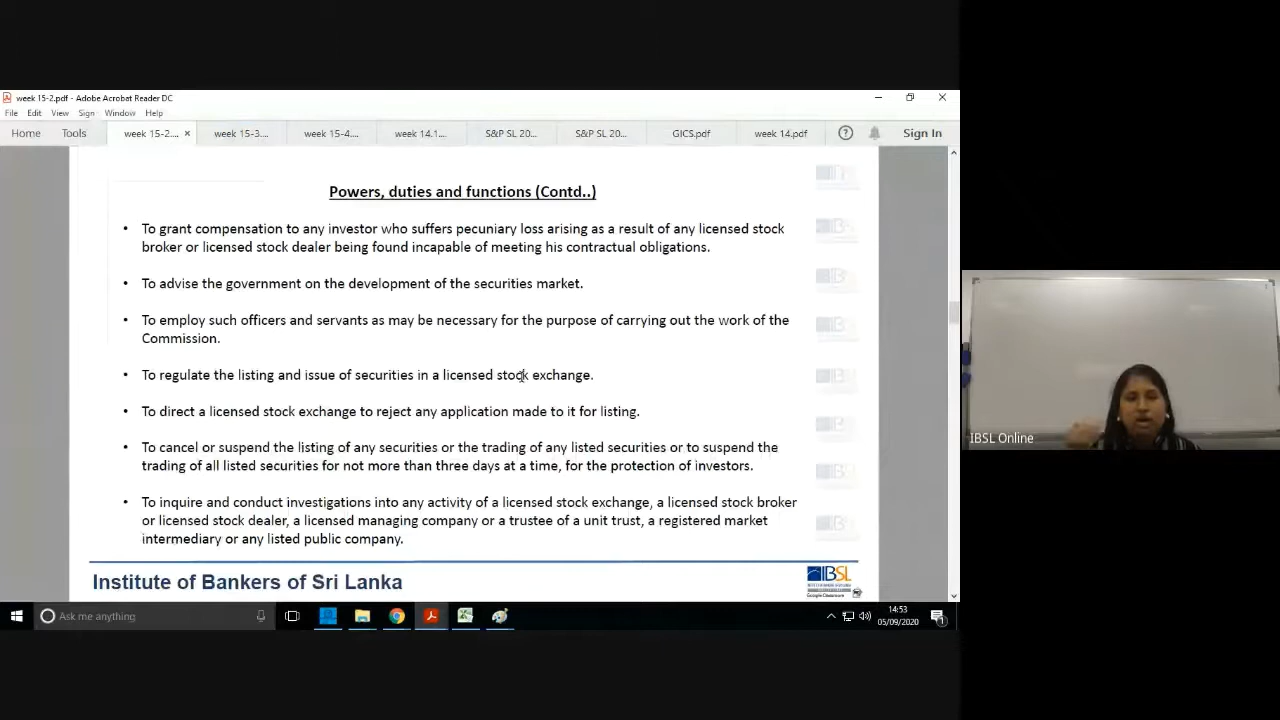 week 15-2.pdf - Adobe Acrobat Reader DC
File Edit View Sign Window Help
Home Tools week 15-2.... × week 15-3.... week 15-4.... week 14.1... S&P SL 20... S&P SL 20... GICS.pdf week 14.pdf Sign In
Powers, duties and functions (Contd..)
• To grant compensation to any investor who suffers pecuniary loss arising as a result of any licensed stock
broker or licensed stock dealer being found incapable of meeting his contractual obligations.
• To advise the government on the development of the securities market.
• To employ such officers and servants as may be necessary for the purpose of carrying out the work of the
Commission.
• To regulate the listing and issue of securities in a licensed stock exchange.
• To direct a licensed stock exchange to reject any application made to it for listing.
• To cancel or suspend the listing of any securities or the trading of any listed securities or to suspend the
trading of all listed securities for not more than three days at a time, for the protection of investors.
• To inquire and conduct investigations into any activity of a licensed stock exchange, a licensed stock broker
or licensed stock dealer, a licensed managing company or a trustee of a unit trust, a registered market
intermediary or any listed public company.
Institute of Bankers of Sri Lanka
IBSL
IBSL Online
Ask me anything
14:53
05/09/2020